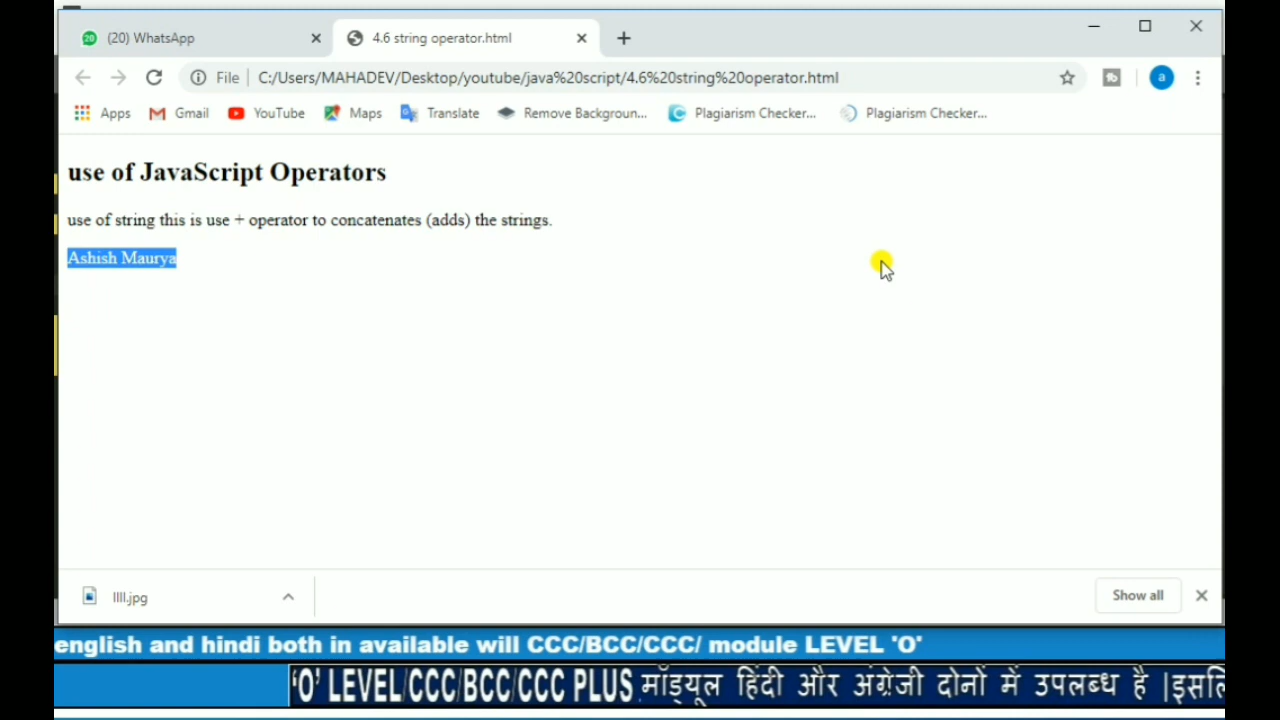 (20) WhatsApp
4.6 string operator.html
File
C:/Users/MAHADEV/Desktop/youtube/java%20script/4.6%20string%20operator.html
a
Apps
Gmail
YouTube
Maps
Translate
Remove Backgroun...
Plagiarism Checker...
Plagiarism Checker...
use of JavaScript Operators
use of string this is use + operator to concatenates (adds) the strings.
Ashish Maurya
llll.jpg
Show all
english and hindi both in available will CCC/BCC/CCC/ module LEVEL 'O'
'O' LEVEL/CCC/BCC/CCC PLUS मॉड्यूल हिंदी और अंग्रेजी दोनों में उपलब्ध है |इसलि